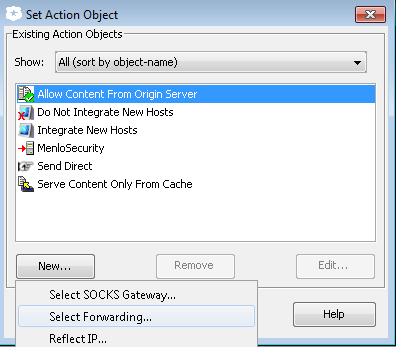 Set Action Object
Existing Action Objects
Show: All (sort by object-name)
Allow Content From Origin Server
Do Not Integrate New Hosts
Integrate New Hosts
MenloSecurity
Send Direct
Serve Content Only From Cache
New... Remove Edit...
Select SOCKS Gateway...
Help
Select Forwarding...
Reflect IP...